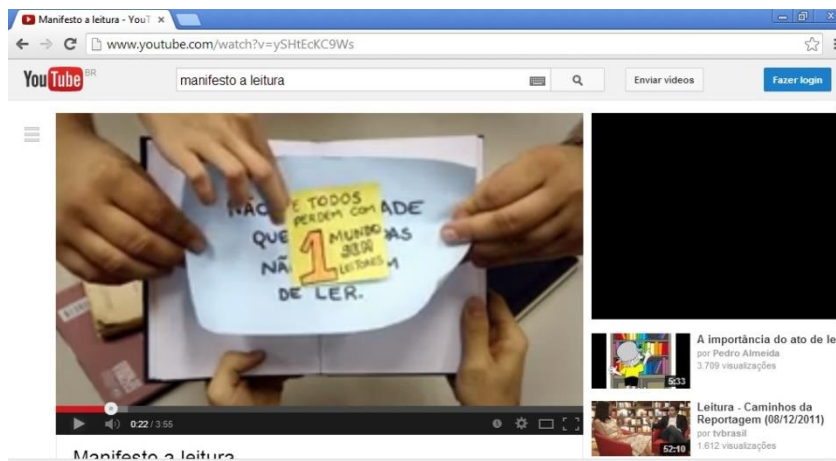 Manifesto a leitura - YouT
www.youtube.com/watch?v=ySHtEcKC9Ws
You Tube BR
manifesto a leitura
Enviar vídeos
Fazer login
NÃO
E TODOS
PERDEM COM
ADE
QUE
1
MUNDO
AS
NÃ
LEITORES
M
DE LER.
0:22 / 3:55
A importância do ato de le
por Pedro Almeida
3.709 visualizações
5:33
Leitura - Caminhos da
Reportagem (08/12/2011)
por tvbrasil
1.612 visualizações
52:10
Manifesto a leitura